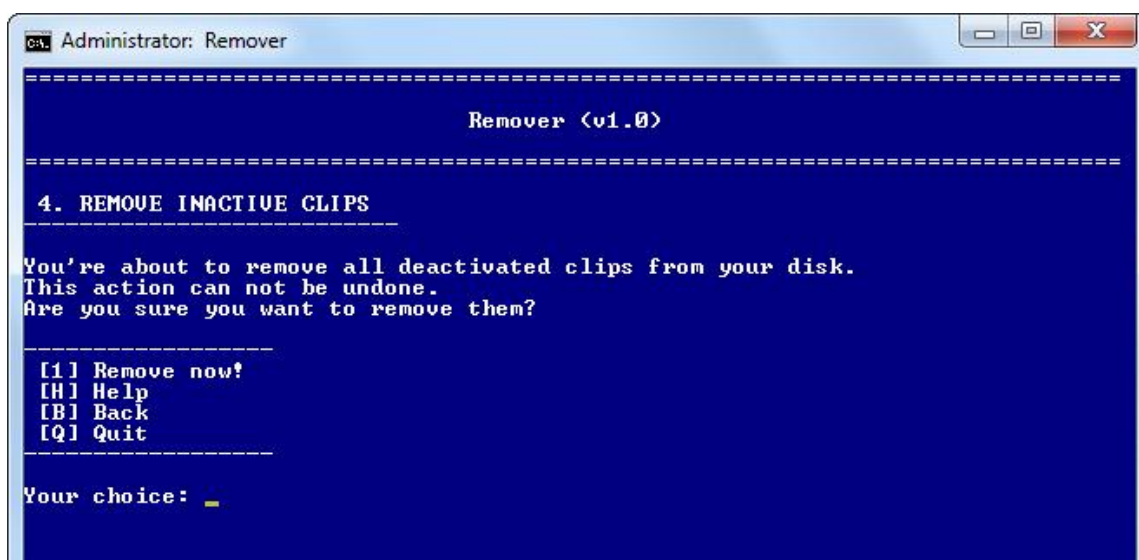 Administrator: Remover
===============================================================================
Remover (v1.0)
===============================================================================
4. REMOVE INACTIVE CLIPS
---------------------------
You're about to remove all deactivated clips from your disk.
This action can not be undone.
Are you sure you want to remove them?
------------------
[1] Remove now!
[H] Help
[B] Back
[Q] Quit
------------------
Your choice: _